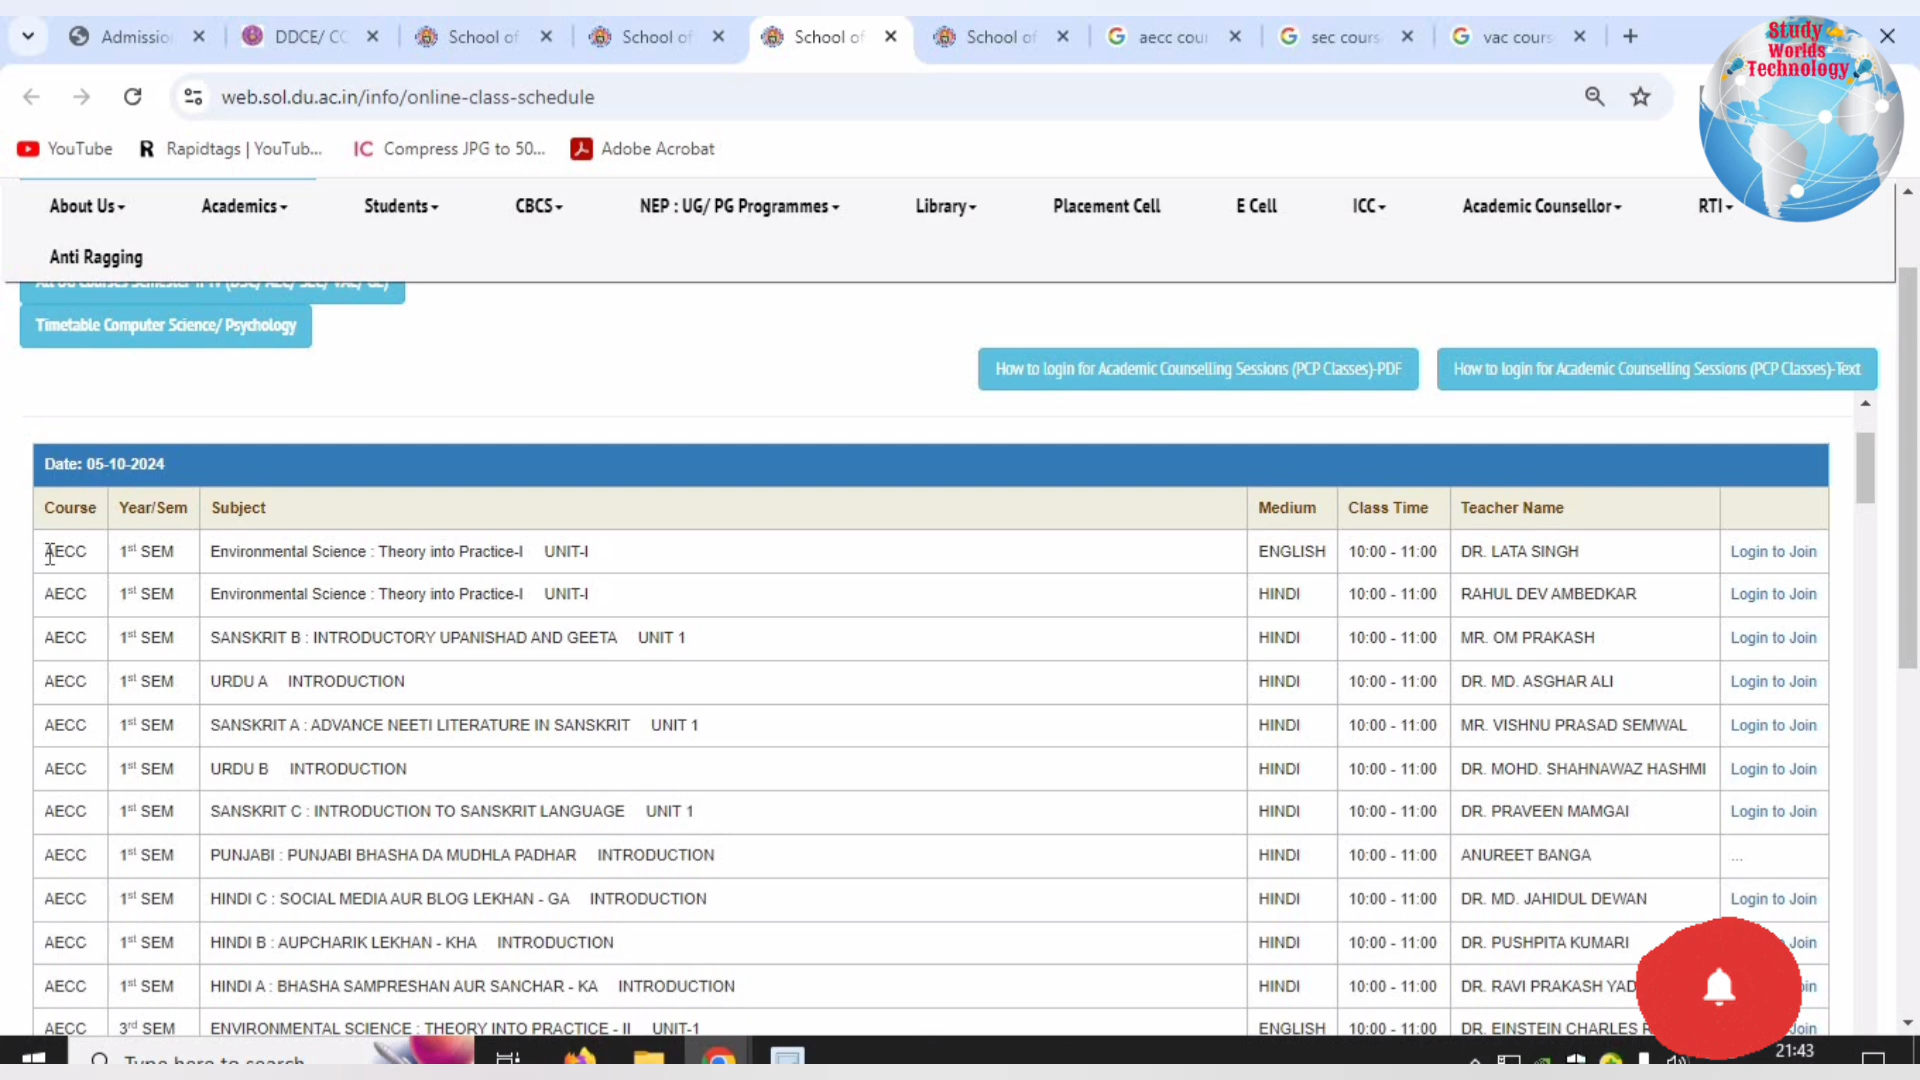 Admissio
DDCE/ CO
School of
School of
School of
School of
aecc cour
sec cours
vac cours
web.sol.du.ac.in/info/online-class-schedule
Study Worlds Technology
YouTube
Rapidtags | YouTub...
IC Compress JPG to 50...
Adobe Acrobat
About Us
Academics
Students
CBCS
NEP : UG/ PG Programmes
Library
Placement Cell
E Cell
ICC
Academic Counsellor
RTI
Anti Ragging
Timetable Computer Science/ Psychology
How to login for Academic Counselling Sessions (PCP Classes)-PDF
How to login for Academic Counselling Sessions (PCP Classes)-Text
Date: 05-10-2024
Course Year/Sem Subject Medium Class Time Teacher Name
AECC 1st SEM Environmental Science : Theory into Practice-I UNIT-I ENGLISH 10:00 - 11:00 DR. LATA SINGH Login to Join
AECC 1st SEM Environmental Science : Theory into Practice-I UNIT-I HINDI 10:00 - 11:00 RAHUL DEV AMBEDKAR Login to Join
AECC 1st SEM SANSKRIT B : INTRODUCTORY UPANISHAD AND GEETA UNIT 1 HINDI 10:00 - 11:00 MR. OM PRAKASH Login to Join
AECC 1st SEM URDU A INTRODUCTION HINDI 10:00 - 11:00 DR. MD. ASGHAR ALI Login to Join
AECC 1st SEM SANSKRIT A : ADVANCE NEETI LITERATURE IN SANSKRIT UNIT 1 HINDI 10:00 - 11:00 MR. VISHNU PRASAD SEMWAL Login to Join
AECC 1st SEM URDU B INTRODUCTION HINDI 10:00 - 11:00 DR. MOHD. SHAHNAWAZ HASHMI Login to Join
AECC 1st SEM SANSKRIT C : INTRODUCTION TO SANSKRIT LANGUAGE UNIT 1 HINDI 10:00 - 11:00 DR. PRAVEEN MAMGAI Login to Join
AECC 1st SEM PUNJABI : PUNJABI BHASHA DA MUDHLA PADHAR INTRODUCTION HINDI 10:00 - 11:00 ANUREET BANGA ...
AECC 1st SEM HINDI C : SOCIAL MEDIA AUR BLOG LEKHAN - GA INTRODUCTION HINDI 10:00 - 11:00 DR. MD. JAHIDUL DEWAN Login to Join
AECC 1st SEM HINDI B : AUPCHARIK LEKHAN - KHA INTRODUCTION HINDI 10:00 - 11:00 DR. PUSHPITA KUMARI Join
AECC 1st SEM HINDI A : BHASHA SAMPRESHAN AUR SANCHAR - KA INTRODUCTION HINDI 10:00 - 11:00 DR. RAVI PRAKASH YAD
AECC 3rd SEM ENVIRONMENTAL SCIENCE : THEORY INTO PRACTICE - II UNIT-1 ENGLISH 10:00 - 11:00 DR. EINSTEIN CHARLES Join
Type here to search
21:43